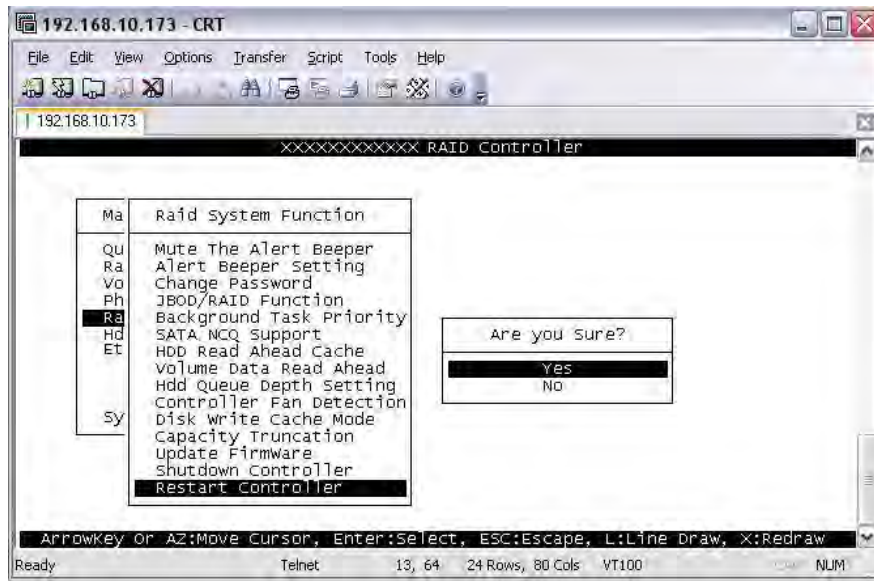 192.168.10.173 - CRT
File Edit View Options Transfer Script Tools Help
192.168.10.173
XXXXXXXXXXXX RAID Controller
Ma
Raid System Function
Qu
Ra
Vo
Ph
Ra
Hd
Et
Sy
Mute The Alert Beeper
Alert Beeper Setting
Change Password
JBOD/RAID Function
Background Task Priority
SATA NCQ Support
HDD Read Ahead Cache
Volume Data Read Ahead
Hdd Queue Depth Setting
Controller Fan Detection
Disk Write Cache Mode
Capacity Truncation
Update Firmware
Shutdown Controller
Restart Controller
Are you Sure?
Yes
No
ArrowKey Or AZ:Move Cursor, Enter:Select, ESC:Escape, L:Line Draw, X:Redraw
Ready Telnet 13, 64 24 Rows, 80 Cols VT100 NUM